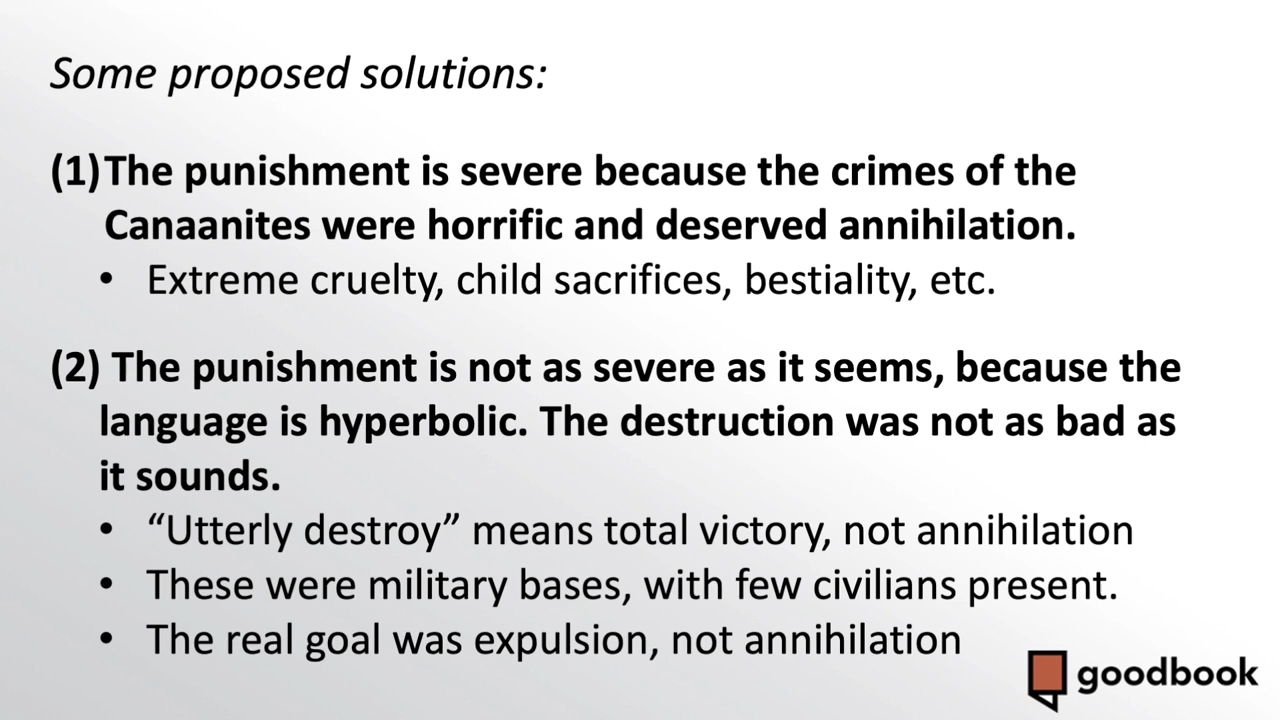 Some proposed solutions:
(1) The punishment is severe because the crimes of the
Canaanites were horrific and deserved annihilation.
• Extreme cruelty, child sacrifices, bestiality, etc.
(2) The punishment is not as severe as it seems, because the
language is hyperbolic. The destruction was not as bad as
it sounds.
• “Utterly destroy” means total victory, not annihilation
• These were military bases, with few civilians present.
• The real goal was expulsion, not annihilation
goodbook